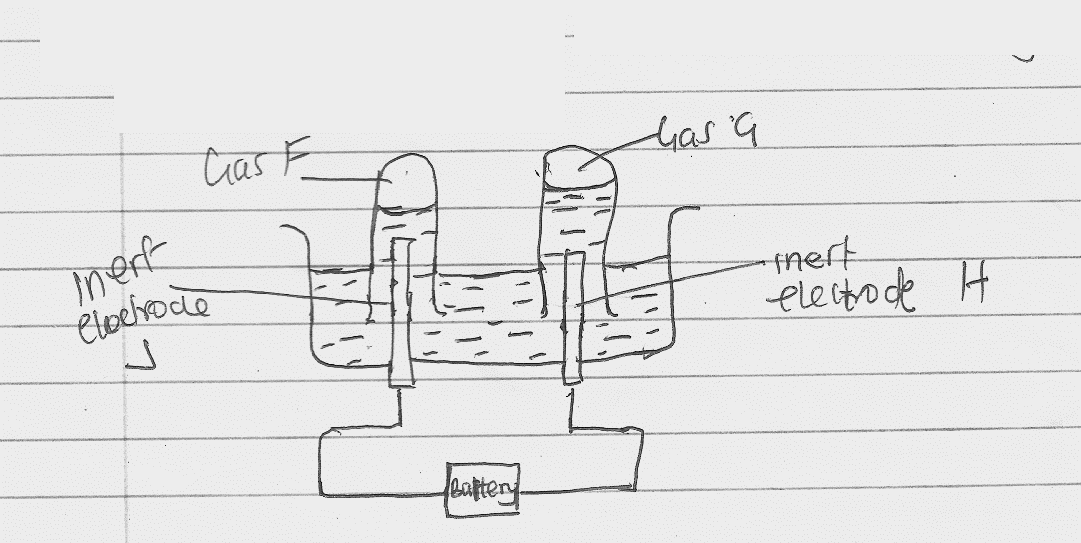 Gas F
Gas G
inert
electrode
J
inert
electrode H
Battery